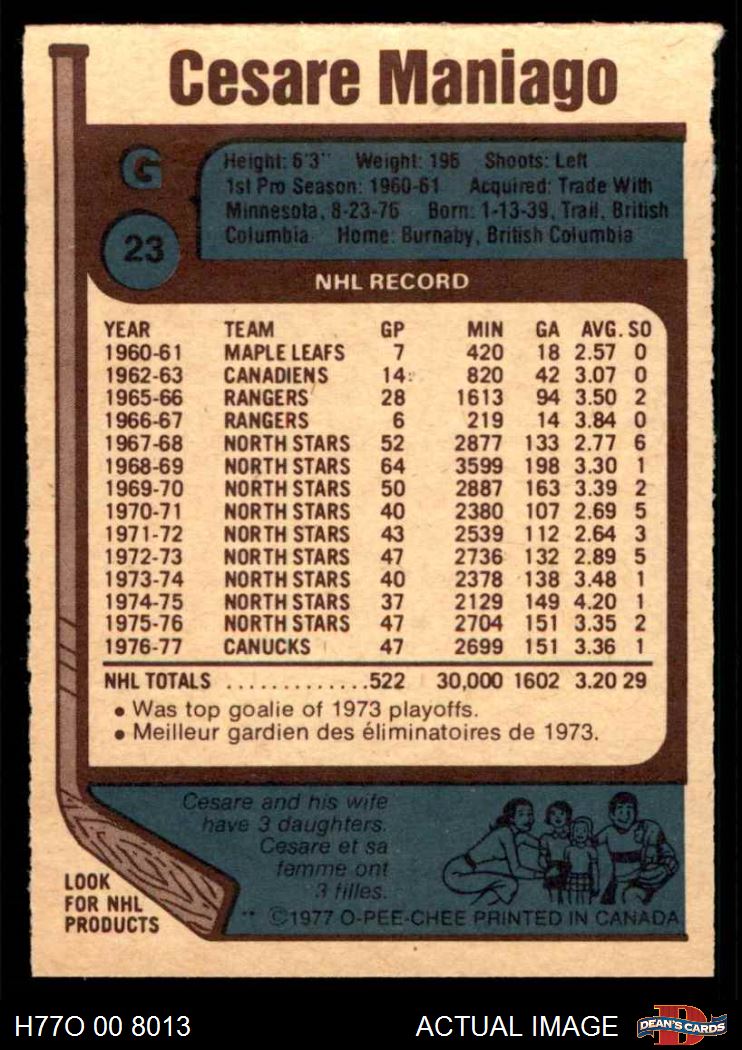 Cesare Maniago
G
23
Height: 6'3" Weight: 195 Shoots: Left
1st Pro Season: 1960-61 Acquired: Trade With
Minnesota, 8-23-76 Born: 1-13-39, Trail, British
Columbia Home: Burnaby, British Columbia
NHL RECORD
YEAR TEAM GP MIN GA AVG. SO
1960-61 MAPLE LEAFS 7 420 18 2.57 0
1962-63 CANADIENS 14 820 42 3.07 0
1965-66 RANGERS 28 1613 94 3.50 2
1966-67 RANGERS 6 219 14 3.84 0
1967-68 NORTH STARS 52 2877 133 2.77 6
1968-69 NORTH STARS 64 3599 198 3.30 1
1969-70 NORTH STARS 50 2887 163 3.39 2
1970-71 NORTH STARS 40 2380 107 2.69 5
1971-72 NORTH STARS 43 2539 112 2.64 3
1972-73 NORTH STARS 47 2736 132 2.89 5
1973-74 NORTH STARS 40 2378 138 3.48 1
1974-75 NORTH STARS 37 2129 149 4.20 1
1975-76 NORTH STARS 47 2704 151 3.35 2
1976-77 CANUCKS 47 2699 151 3.36 1
NHL TOTALS .............522 30,000 1602 3.20 29
• Was top goalie of 1973 playoffs.
• Meilleur gardien des éliminatoires de 1973.
Cesare and his wife
have 3 daughters.
Cesare et sa
femme ont
3 filles.
LOOK
FOR NHL
PRODUCTS
** ©1977 O-PEE-CHEE PRINTED IN CANADA
H77O 00 8013
ACTUAL IMAGE
B
DEAN'S CARDS